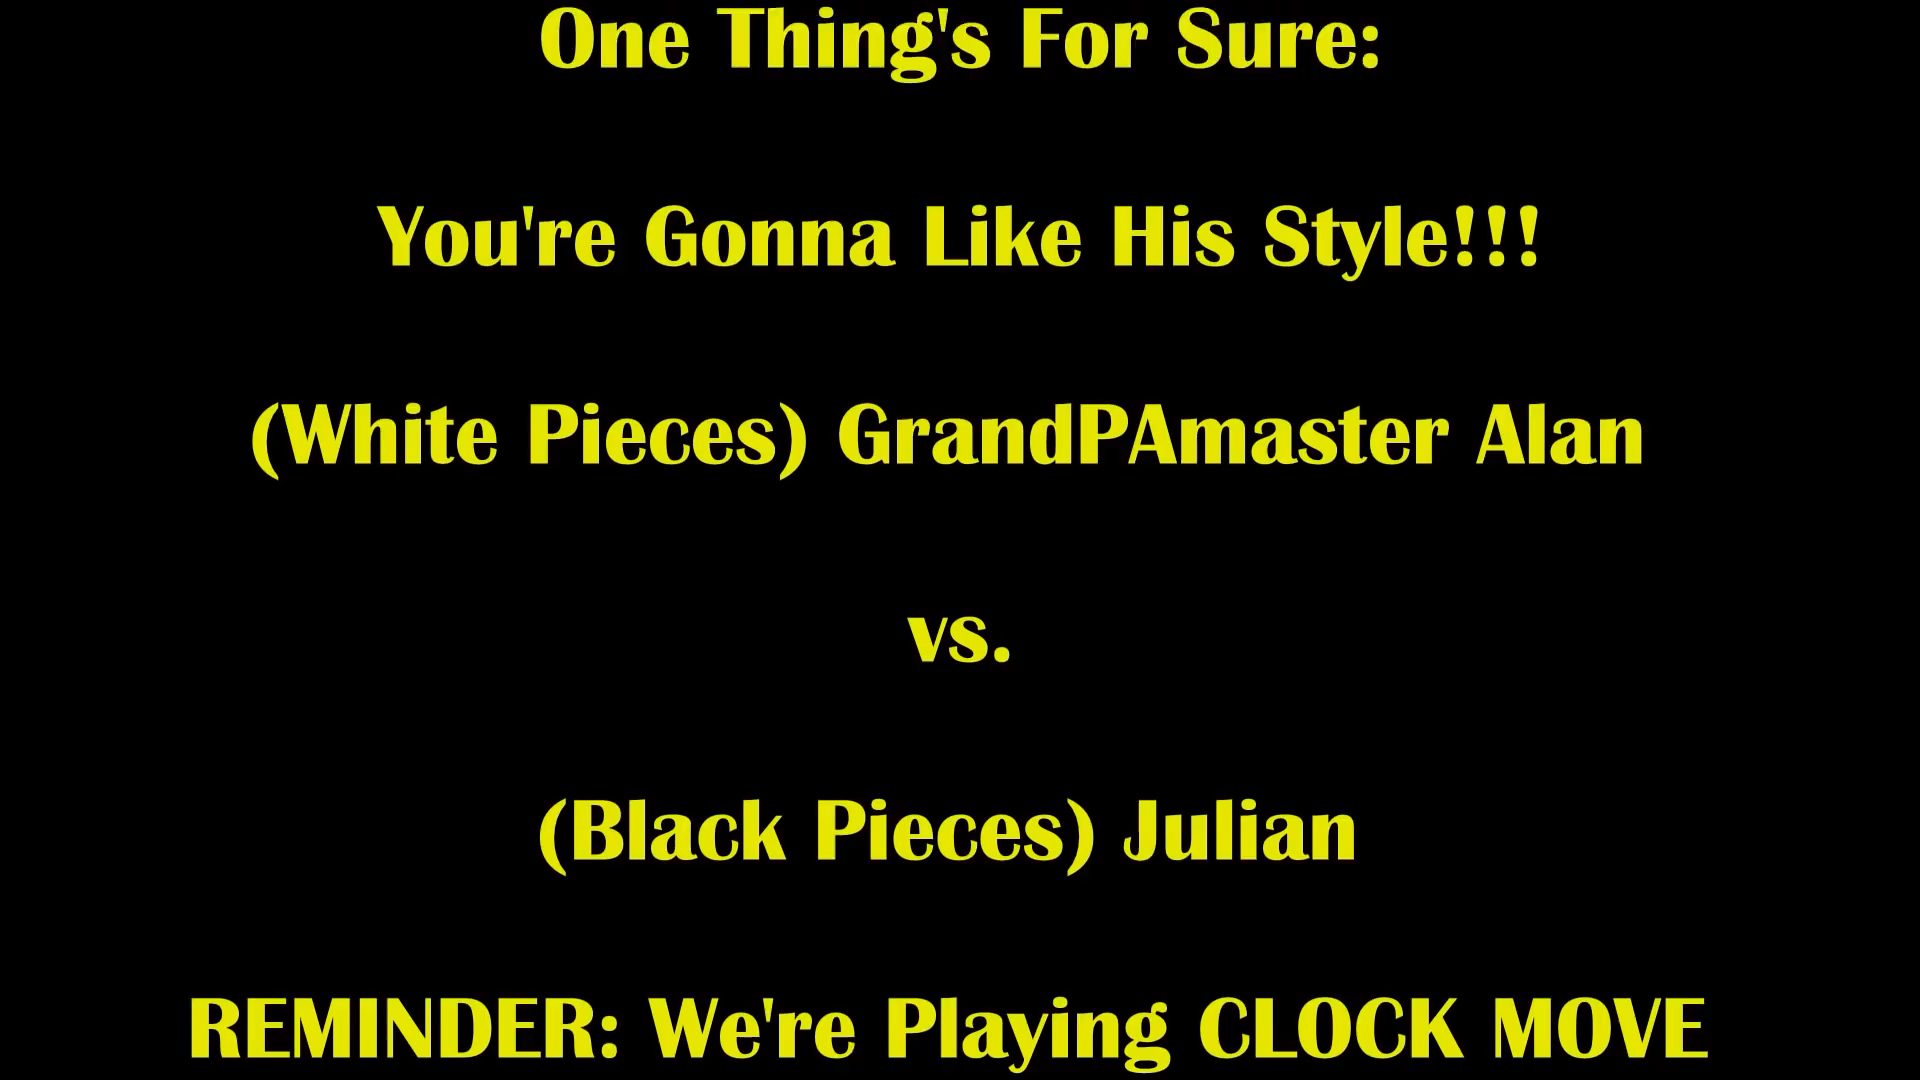 One Thing's For Sure:
You're Gonna Like His Style!!!
(White Pieces) GrandPAmaster Alan
vs.
(Black Pieces) Julian
REMINDER: We're Playing CLOCK MOVE